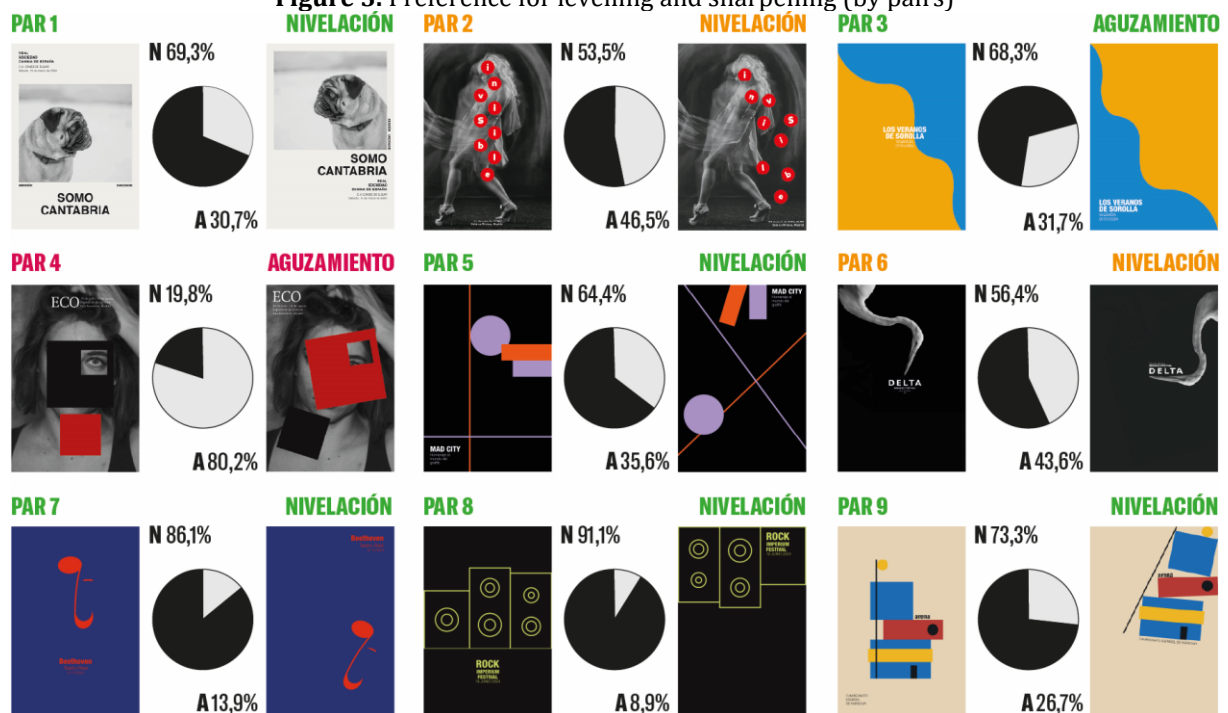 Figure 3. Preference for levelling and sharpening (by pairs)
PAR 1
NIVELACIÓN
N 69,3%
A 30,7%
SOMO
CANTABRIA
SOMO
CANTABRIA
PAR 2
NIVELACIÓN
N 53,5%
A 46,5%
i
n
v
i
S
i
b
l
e
i
n
v
i
S
i
b
l
e
PAR 3
AGUZAMIENTO
N 68,3%
A 31,7%
LOS VERANOS
DE SOROLLA
LOS VERANOS
DE SOROLLA
PAR 4
AGUZAMIENTO
N 19,8%
A 80,2%
ECO
ECO
PAR 5
NIVELACIÓN
N 64,4%
A 35,6%
MAD CITY
MAD CITY
PAR 6
NIVELACIÓN
N 56,4%
A 43,6%
DELTA
DELTA
PAR 7
NIVELACIÓN
N 86,1%
A 13,9%
Beethoven
Beethoven
PAR 8
NIVELACIÓN
N 91,1%
A 8,9%
ROCK
IMPERIUM
FESTIVAL
ROCK
IMPERIUM
FESTIVAL
PAR 9
NIVELACIÓN
N 73,3%
A 26,7%
arena
arena